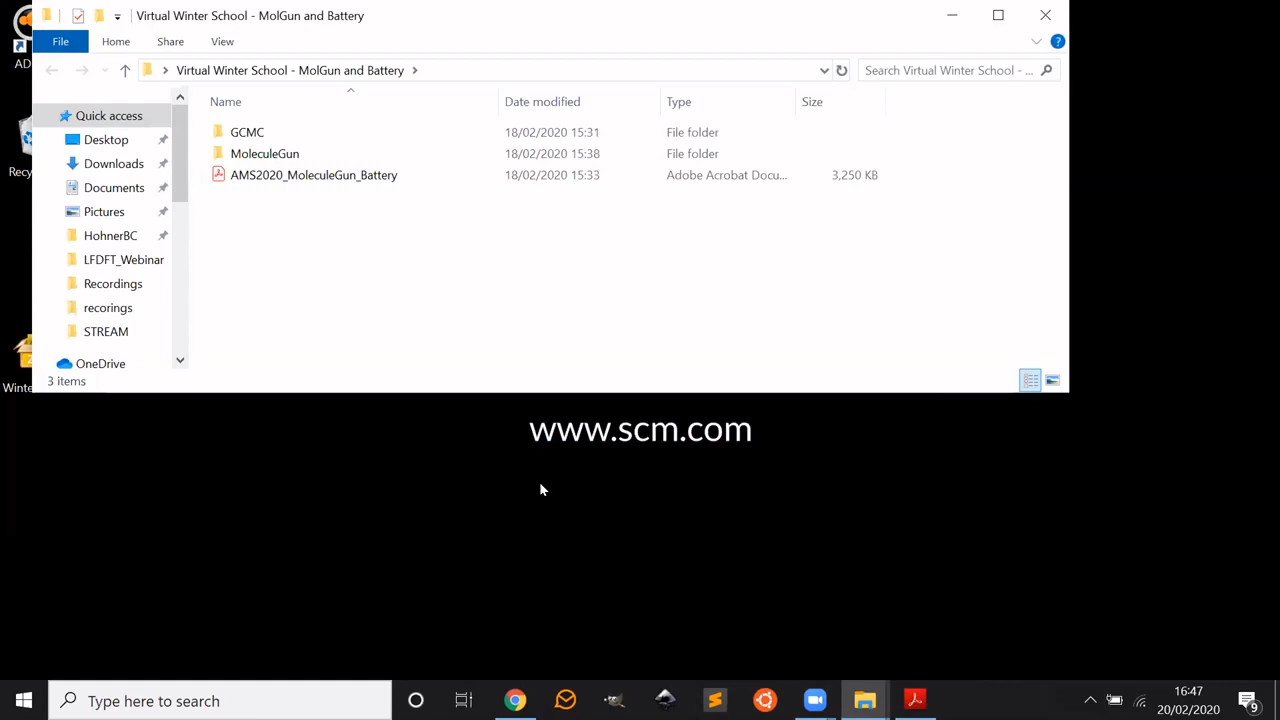 Virtual Winter School - MolGun and Battery
File
Home
Share
View
Virtual Winter School - MolGun and Battery
Search Virtual Winter School - ...
Quick access
Desktop
Downloads
Documents
Pictures
HohnerBC
LFDFT_Webinar
Recordings
recorings
STREAM
OneDrive
Name
Date modified
Type
Size
GCMC
18/02/2020 15:31
File folder
MoleculeGun
18/02/2020 15:38
File folder
AMS2020_MoleculeGun_Battery
18/02/2020 15:33
Adobe Acrobat Docu...
3,250 KB
3 items
AD
Recy
Winte
www.scm.com
Type here to search
16:47
20/02/2020
9